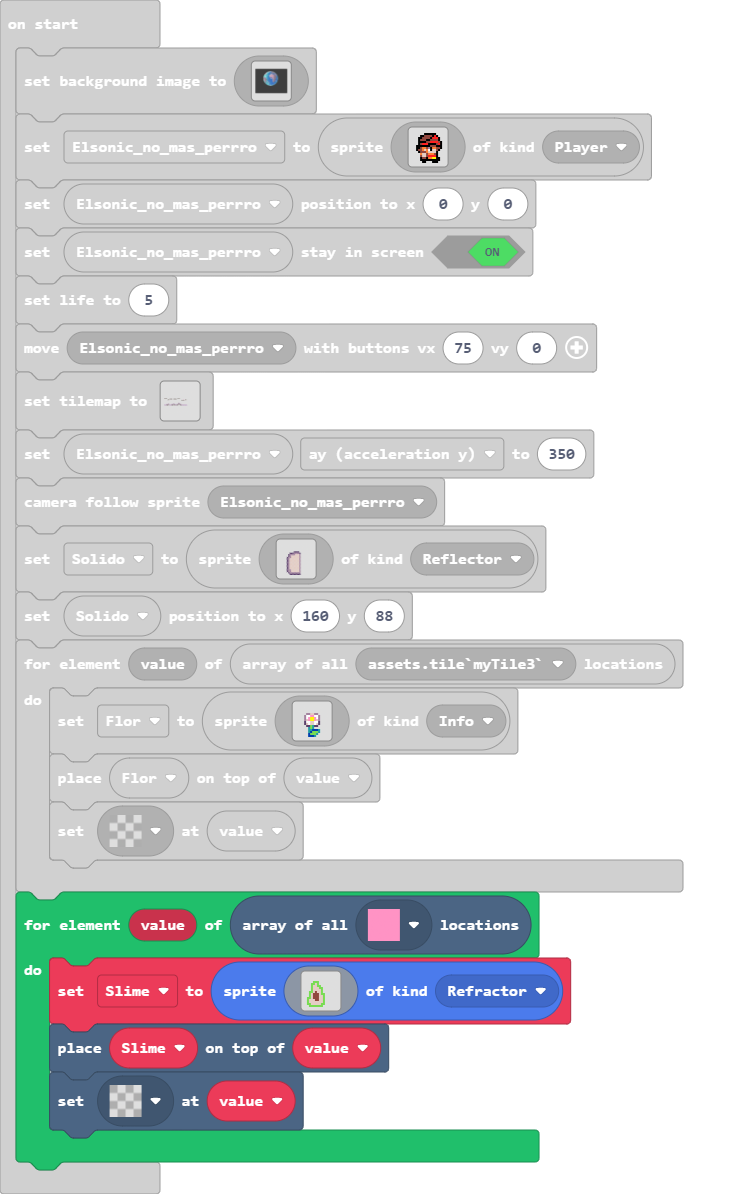 on start
set background image to
set Elsonic_no_mas_perrro to sprite of kind Player
set Elsonic_no_mas_perrro position to x 0 y 0
set Elsonic_no_mas_perrro stay in screen ON
set life to 5
move Elsonic_no_mas_perrro with buttons vx 75 vy 0
set tilemap to
set Elsonic_no_mas_perrro ay (acceleration y) to 350
camera follow sprite Elsonic_no_mas_perrro
set Solido to sprite of kind Reflector
set Solido position to x 160 y 88
for element value of array of all assets.tile`myTile3` locations
do
set Flor to sprite of kind Info
place Flor on top of value
set at value
for element value of array of all locations
do
set Slime to sprite of kind Refractor
place Slime on top of value
set at value